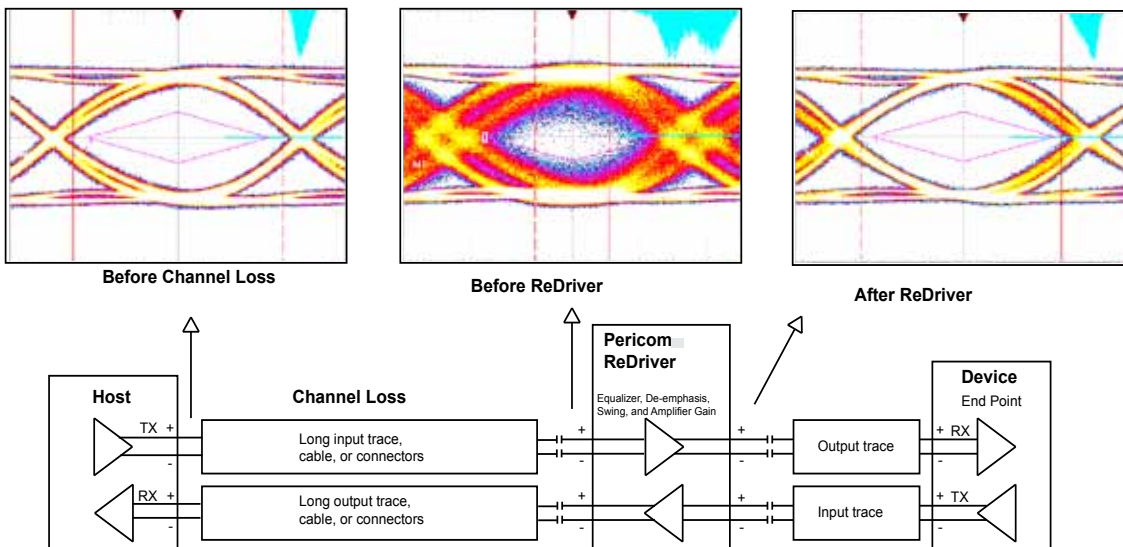 Before Channel Loss
Before ReDriver
After ReDriver
Pericom
ReDriver
Equalizer, De-emphasis,
Swing, and Amplifier Gain
Host
Channel Loss
Device
End Point
TX +
-
Long input trace,
cable, or connectors
+
-
+
-
Output trace
+ RX
-
RX +
-
Long output trace,
cable, or connectors
+
-
+
-
Input trace
+ TX
-